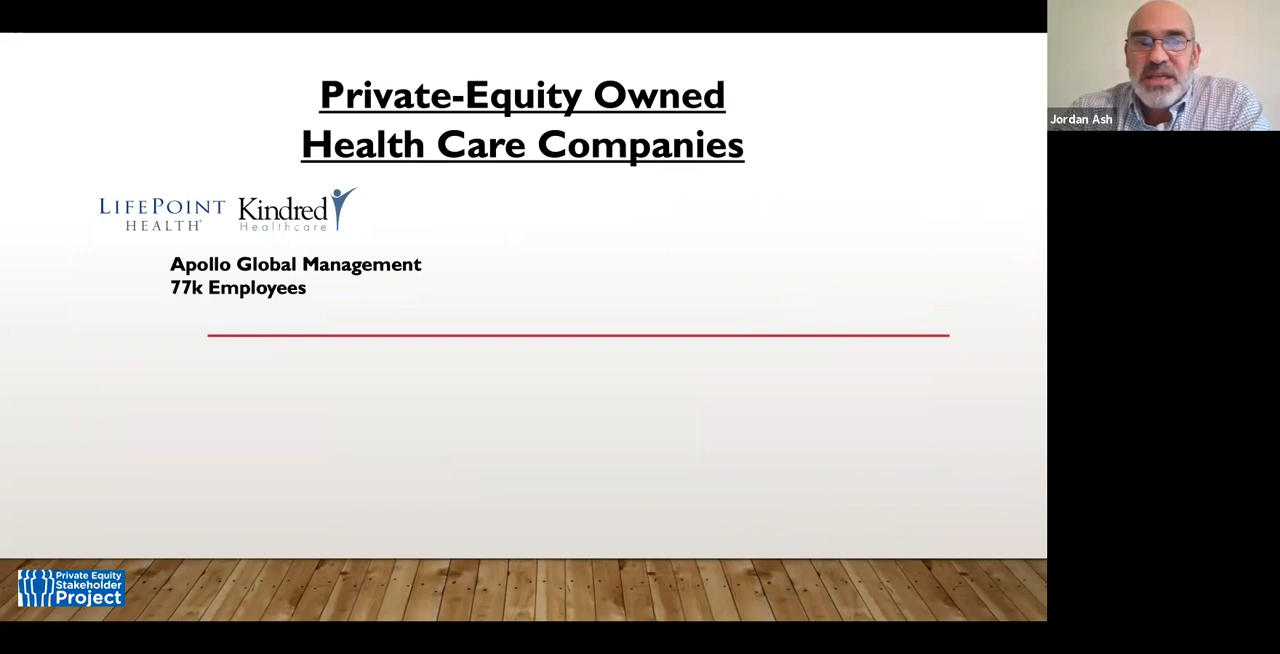 Private-Equity Owned
Health Care Companies
LIFEPOINT
HEALTH
Kindred
Healthcare
Apollo Global Management
77k Employees
Private Equity
Stakeholder
Project
Jordan Ash